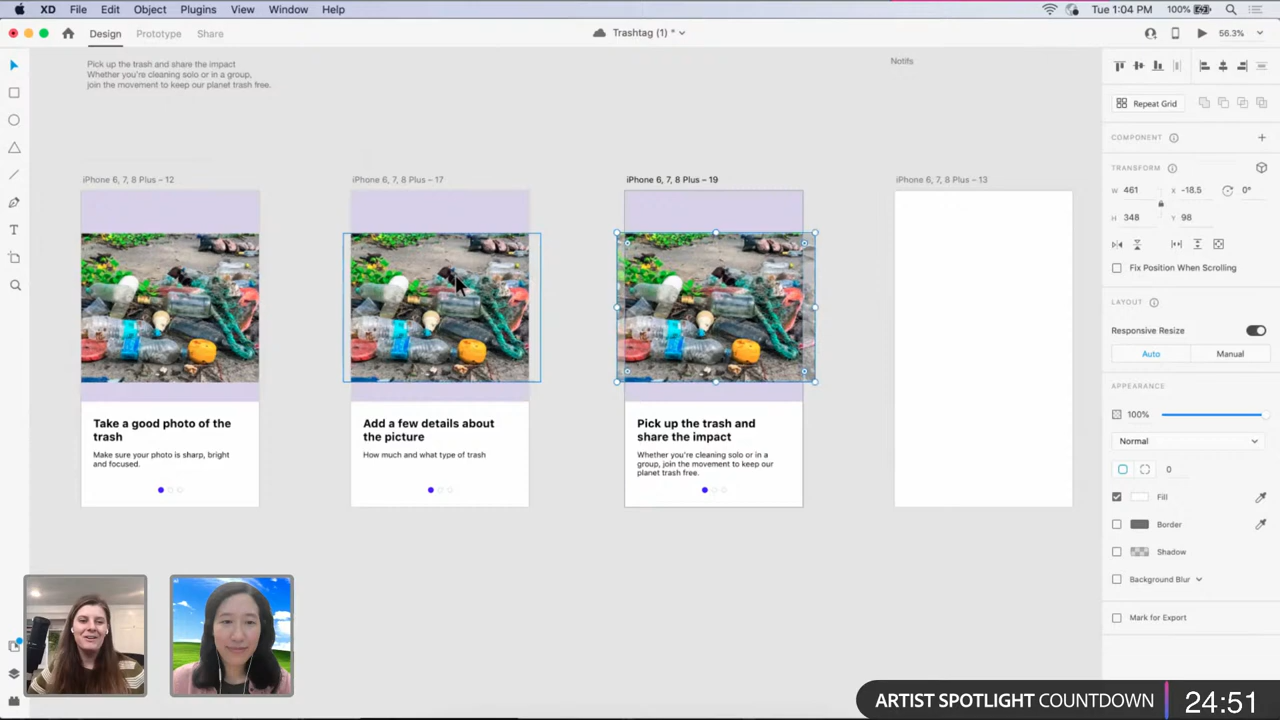 XD File Edit Object Plugins View Window Help
Tue 1:04 PM 100%
Design Prototype Share
Trashtag (1) *
56.3%
Pick up the trash and share the impact
Whether you're cleaning solo or in a group,
join the movement to keep our planet trash free.
Notifs
iPhone 6, 7, 8 Plus – 12
iPhone 6, 7, 8 Plus – 17
iPhone 6, 7, 8 Plus – 19
iPhone 6, 7, 8 Plus – 13
Take a good photo of the
trash
Make sure your photo is sharp, bright
and focused.
Add a few details about
the picture
How much and what type of trash
Pick up the trash and
share the impact
Whether you're cleaning solo or in a
group, join the movement to keep our
planet trash free.
Repeat Grid
COMPONENT
TRANSFORM
W 461 X -18.5 0°
H 348 Y 98
Fix Position When Scrolling
LAYOUT
Responsive Resize
Auto Manual
APPEARANCE
100%
Normal
0
Fill
Border
Shadow
Background Blur
Mark for Export
ARTIST SPOTLIGHT COUNTDOWN 24:51